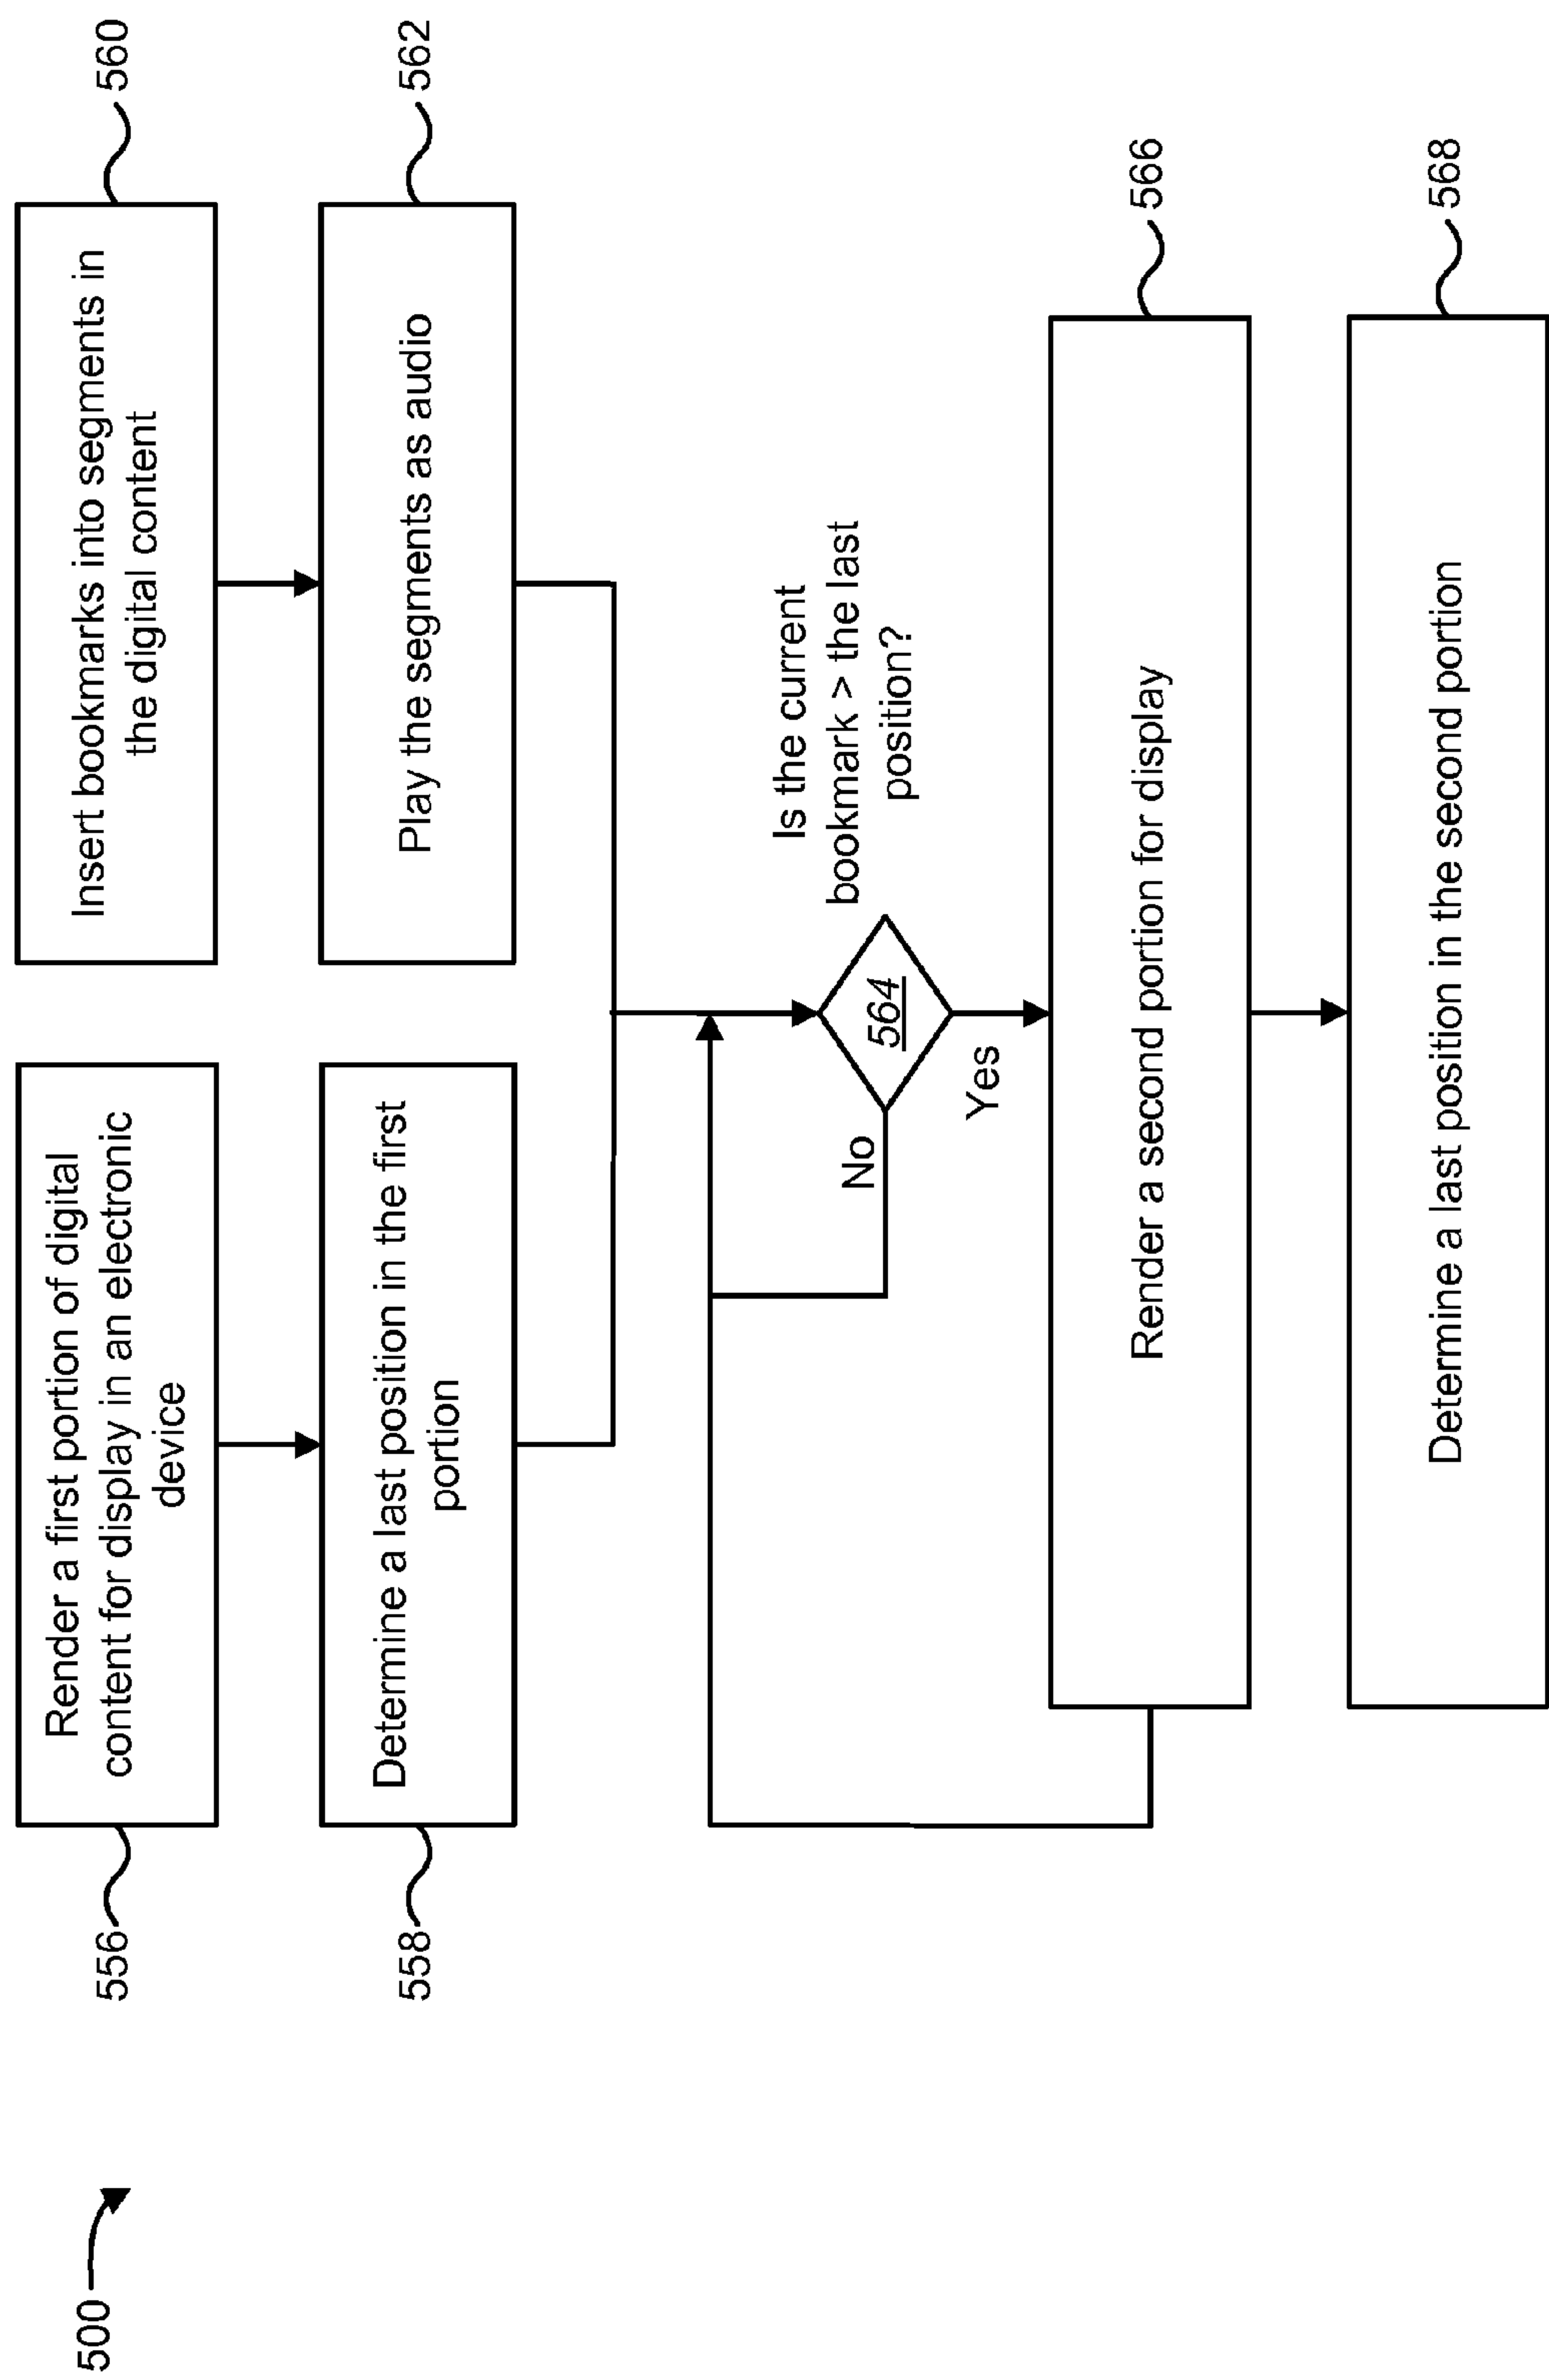 500
556
Render a first portion of digital
content for display in an electronic
device
Insert bookmarks into segments in
the digital content
560
558
Determine a last position in the first
portion
Play the segments as audio
562
Is the current
bookmark > the last
position?
564
No
Yes
Render a second portion for display
566
Determine a last position in the second portion
568